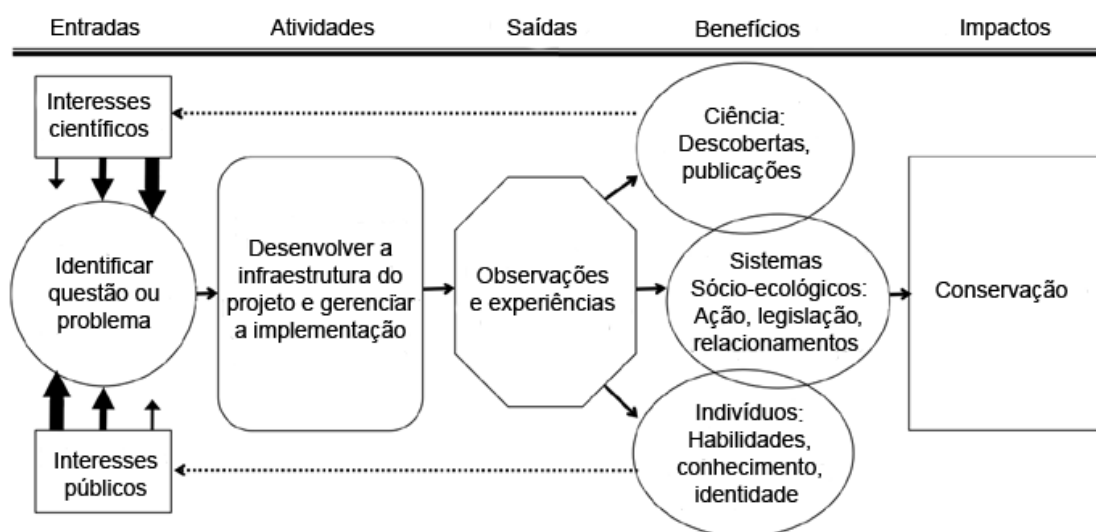 Entradas
Atividades
Saídas
Benefícios
Impactos
Interesses
científicos
Identificar
questão ou
problema
Interesses
públicos
Desenvolver a
infraestrutura do
projeto e gerenciar
a implementação
Observações
e experiências
Ciência:
Descobertas,
publicações
Sistemas
Sócio-ecológicos:
Ação, legislação,
relacionamentos
Indivíduos:
Habilidades,
conhecimento,
identidade
Conservação